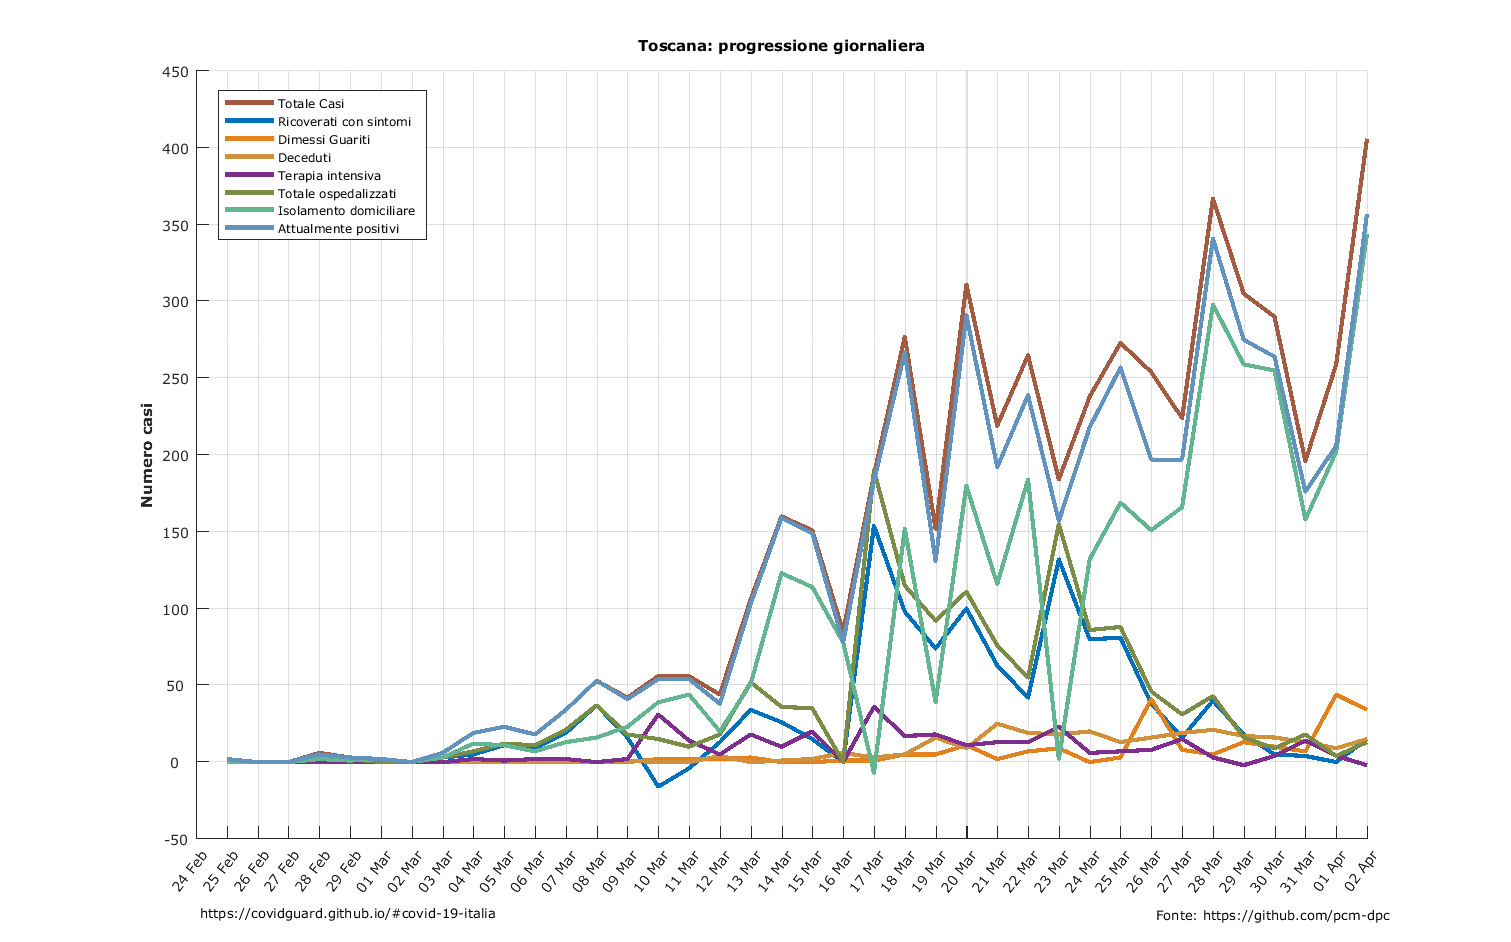 Toscana: progressione giornaliera
Numero casi
450
400
350
300
250
200
150
100
50
0
-50
Totale Casi
Ricoverati con sintomi
Dimessi Guariti
Deceduti
Terapia intensiva
Totale ospedalizzati
Isolamento domiciliare
Attualmente positivi
24 Feb
25 Feb
26 Feb
27 Feb
28 Feb
29 Feb
01 Mar
02 Mar
03 Mar
04 Mar
05 Mar
06 Mar
07 Mar
08 Mar
09 Mar
10 Mar
11 Mar
12 Mar
13 Mar
14 Mar
15 Mar
16 Mar
17 Mar
18 Mar
19 Mar
20 Mar
21 Mar
22 Mar
23 Mar
24 Mar
25 Mar
26 Mar
27 Mar
28 Mar
29 Mar
30 Mar
31 Mar
01 Apr
02 Apr
https://covidguard.github.io/#covid-19-italia
Fonte: https://github.com/pcm-dpc